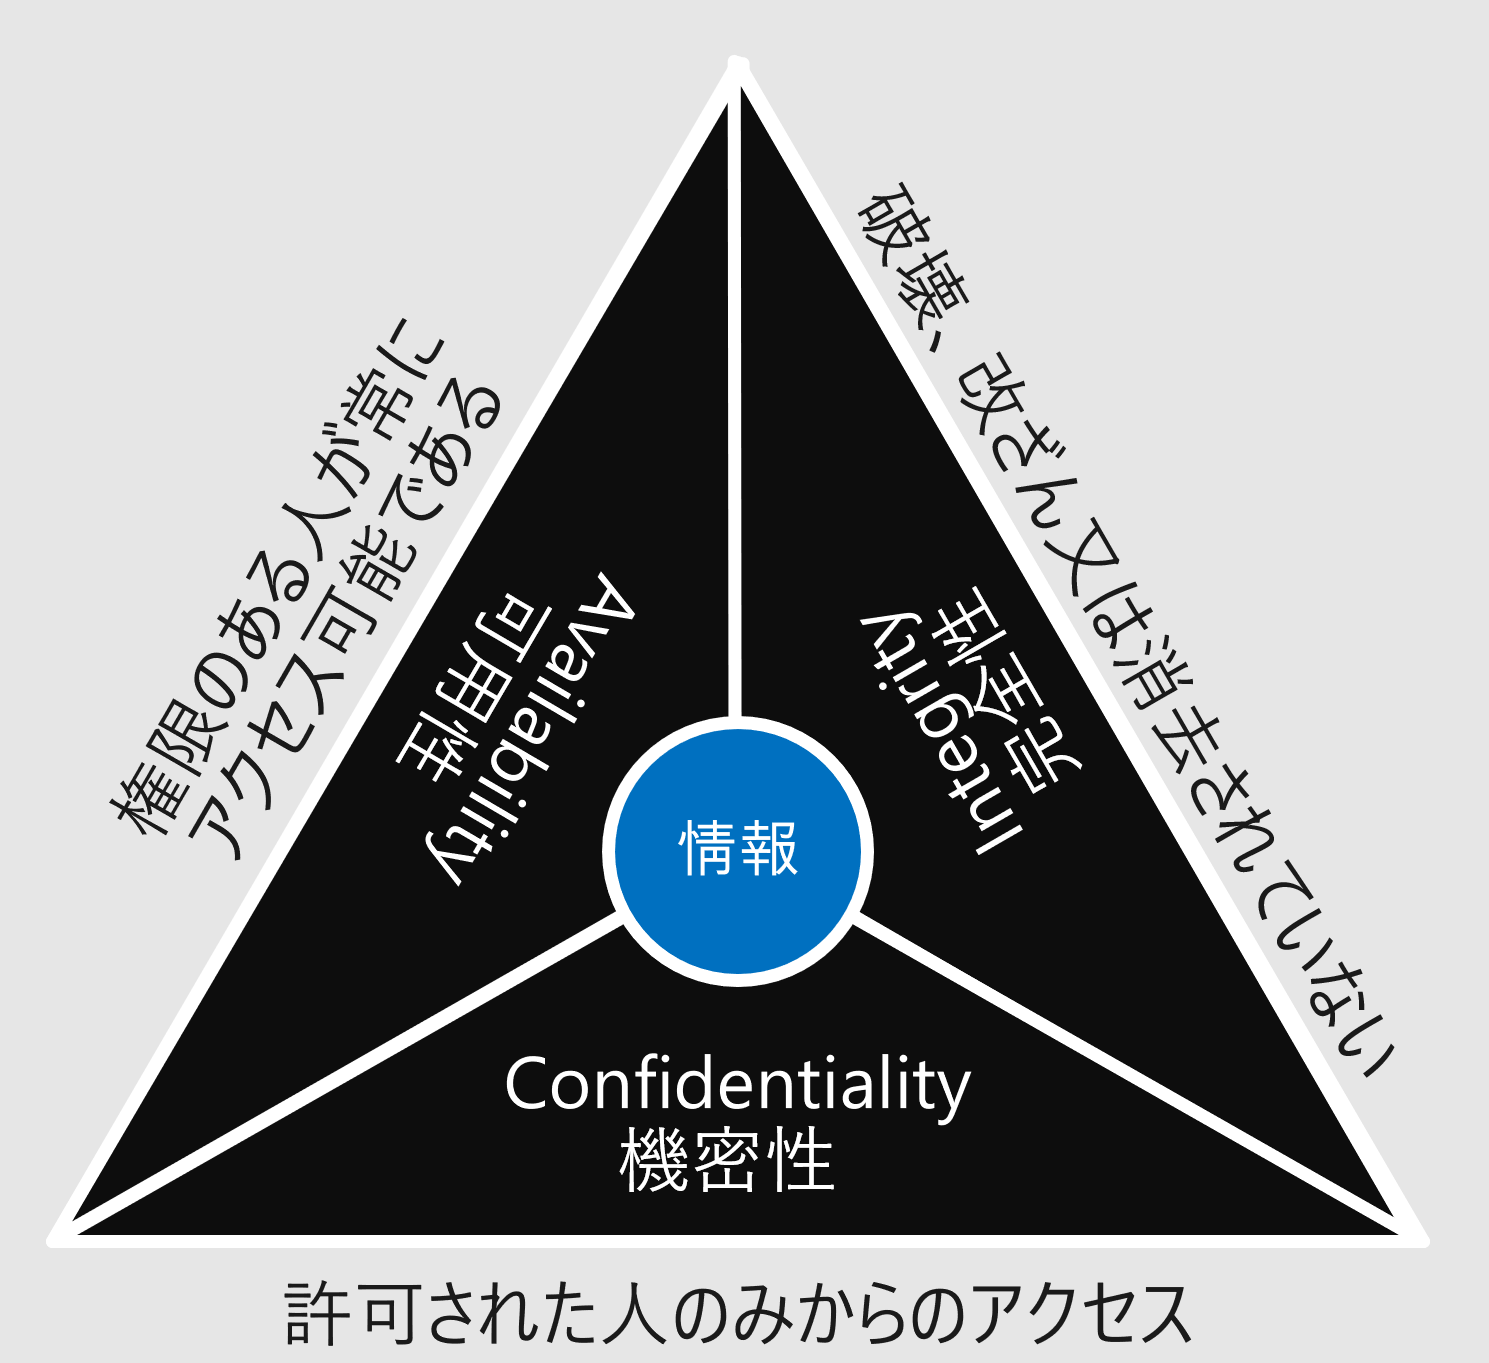 権限のある人が常に
アクセス可能である
破壊、改ざん又は消去されていない
Availability
可用性
完全性
Integrity
情報
Confidentiality
機密性
許可された人のみからのアクセス